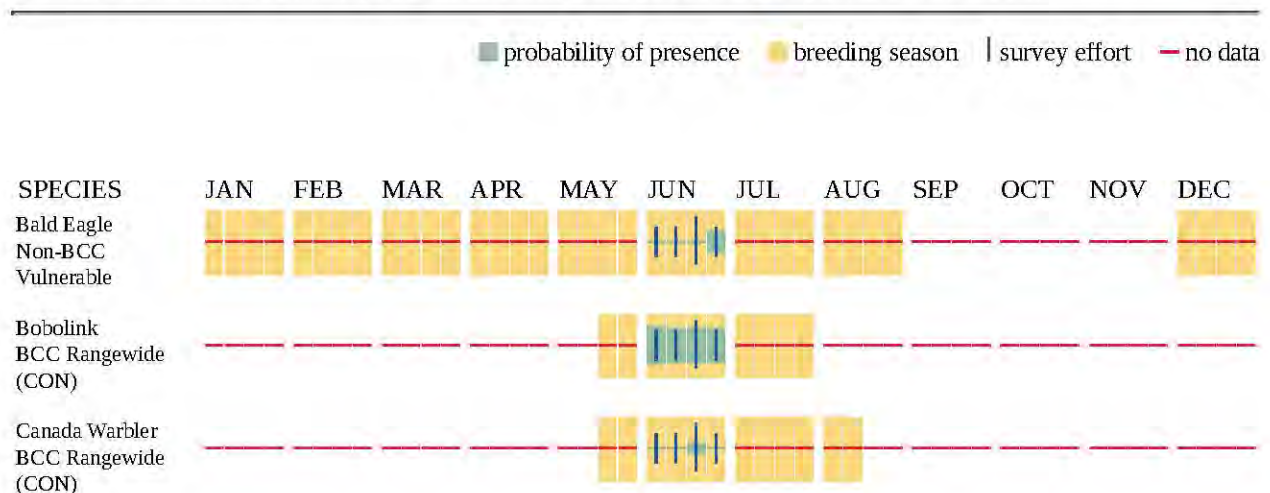 probability of presence breeding season survey effort no data
SPECIES JAN FEB MAR APR MAY JUN JUL AUG SEP OCT NOV DEC
Bald Eagle
Non-BCC
Vulnerable
Bobolink
BCC Rangewide
(CON)
Canada Warbler
BCC Rangewide
(CON)